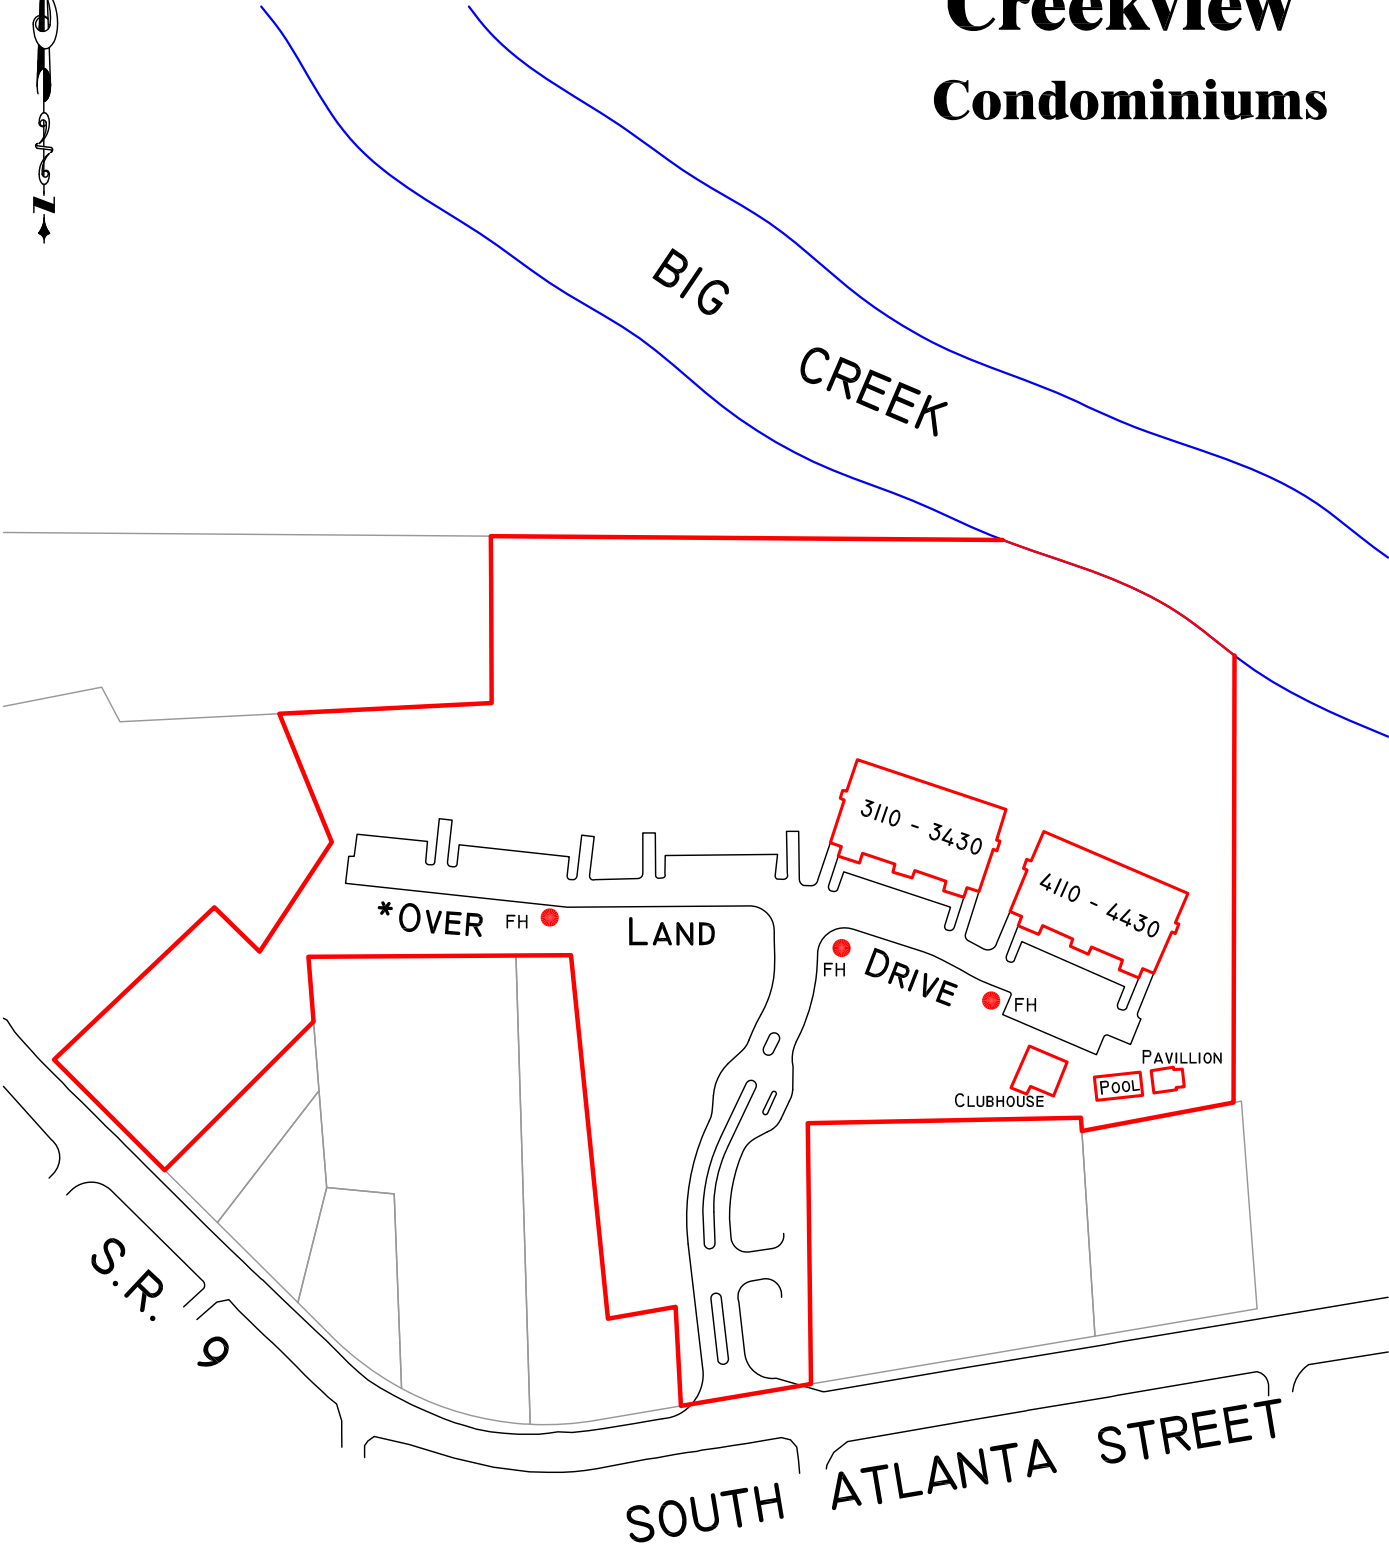 Creekview
Condominiums
N
BIG CREEK
3110 - 3430
4110 - 4430
*OVER LAND DRIVE
FH
FH
FH
PAVILLION
POOL
CLUBHOUSE
S.R. 9
SOUTH ATLANTA STREET